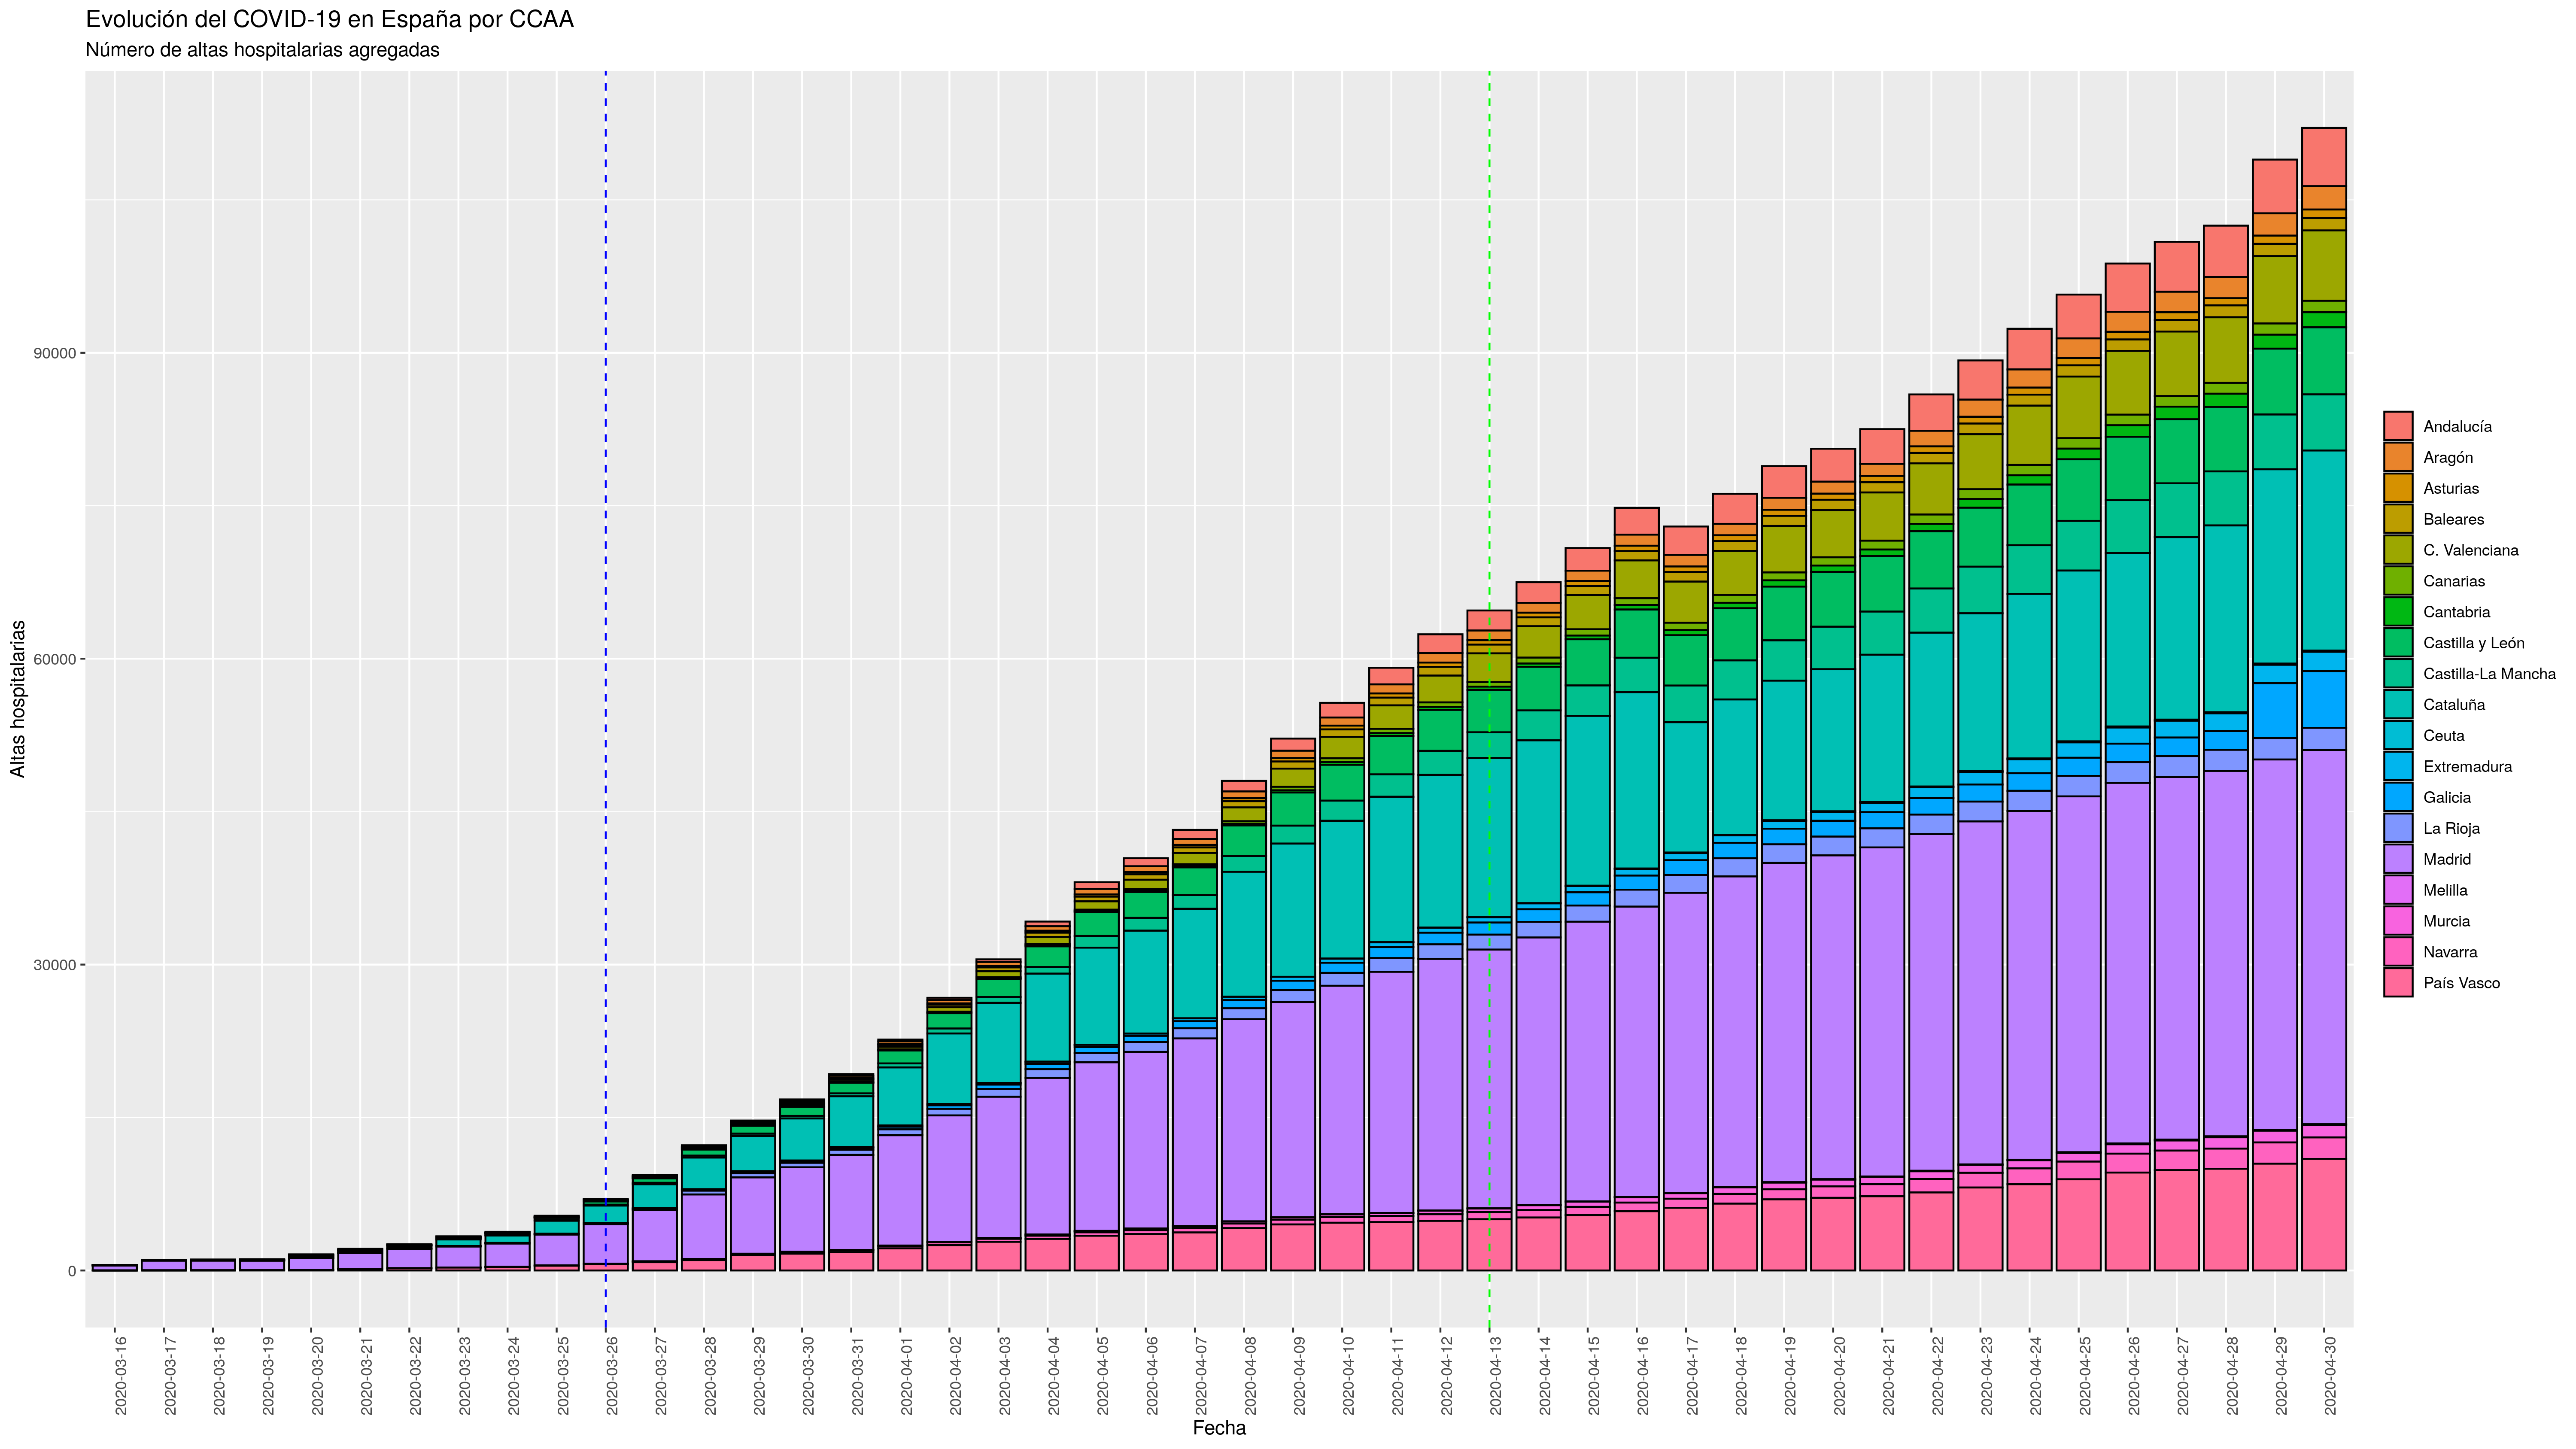 Evolución del COVID-19 en España por CCAA
Número de altas hospitalarias agregadas
Altas hospitalarias
90000
60000
30000
0
2020-03-16
2020-03-17
2020-03-18
2020-03-19
2020-03-20
2020-03-21
2020-03-22
2020-03-23
2020-03-24
2020-03-25
2020-03-26
2020-03-27
2020-03-28
2020-03-29
2020-03-30
2020-03-31
2020-04-01
2020-04-02
2020-04-03
2020-04-04
2020-04-05
2020-04-06
2020-04-07
2020-04-08
2020-04-09
2020-04-10
2020-04-11
2020-04-12
2020-04-13
2020-04-14
2020-04-15
2020-04-16
2020-04-17
2020-04-18
2020-04-19
2020-04-20
2020-04-21
2020-04-22
2020-04-23
2020-04-24
2020-04-25
2020-04-26
2020-04-27
2020-04-28
2020-04-29
2020-04-30
Fecha
Andalucía
Aragón
Asturias
Baleares
C. Valenciana
Canarias
Cantabria
Castilla y León
Castilla-La Mancha
Cataluña
Ceuta
Extremadura
Galicia
La Rioja
Madrid
Melilla
Murcia
Navarra
País Vasco